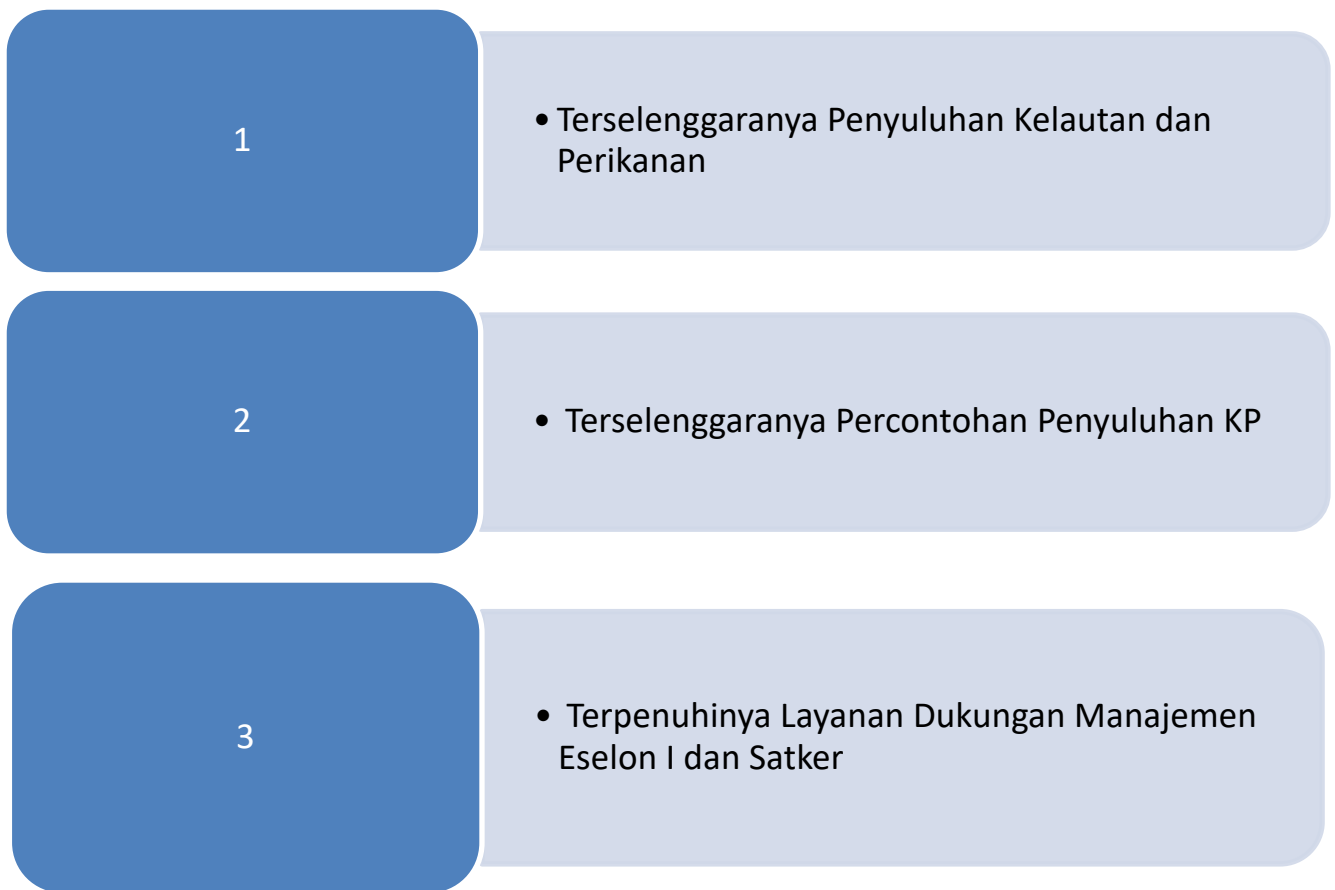 1
• Terselenggaranya Penyuluhan Kelautan dan
Perikanan
2
• Terselenggaranya Percontohan Penyuluhan KP
3
• Terpenuhinya Layanan Dukungan Manajemen
Eselon I dan Satker